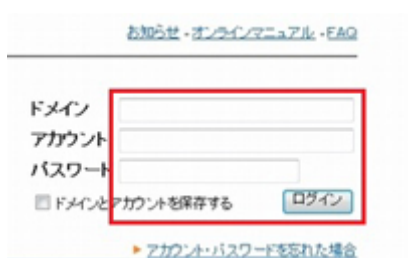 お知らせ - オンラインマニュアル - FAQ
ドメイン
アカウント
パスワード
ドメインとアカウントを保存する ログイン
アカウント・パスワードを忘れた場合